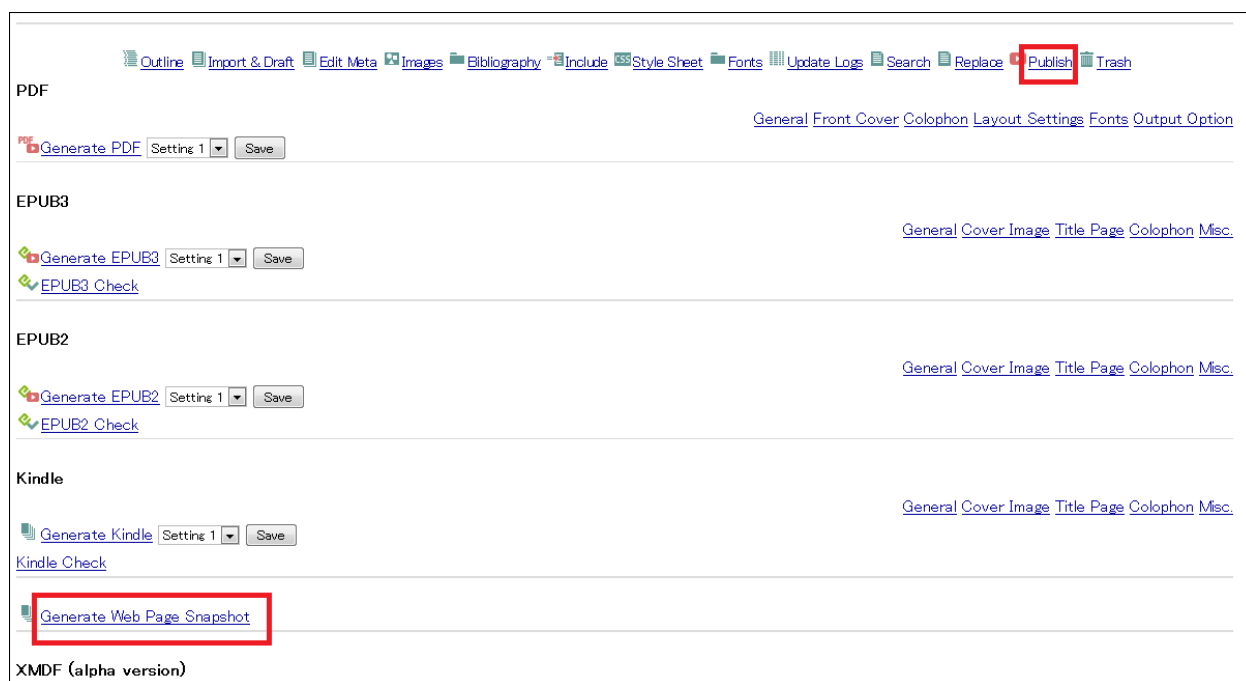 Outline Import & Draft Edit Meta Images Bibliography Include CSS Style Sheet Fonts Update Logs Search Replace Publish Trash
PDF
General Front Cover Colophon Layout Settings Fonts Output Option
PDF Generate PDF Setting 1 Save
EPUB3
General Cover Image Title Page Colophon Misc.
Generate EPUB3 Setting 1 Save
EPUB3 Check
EPUB2
General Cover Image Title Page Colophon Misc.
Generate EPUB2 Setting 1 Save
EPUB2 Check
Kindle
General Cover Image Title Page Colophon Misc.
Generate Kindle Setting 1 Save
Kindle Check
Generate Web Page Snapshot
XMDF (alpha version)